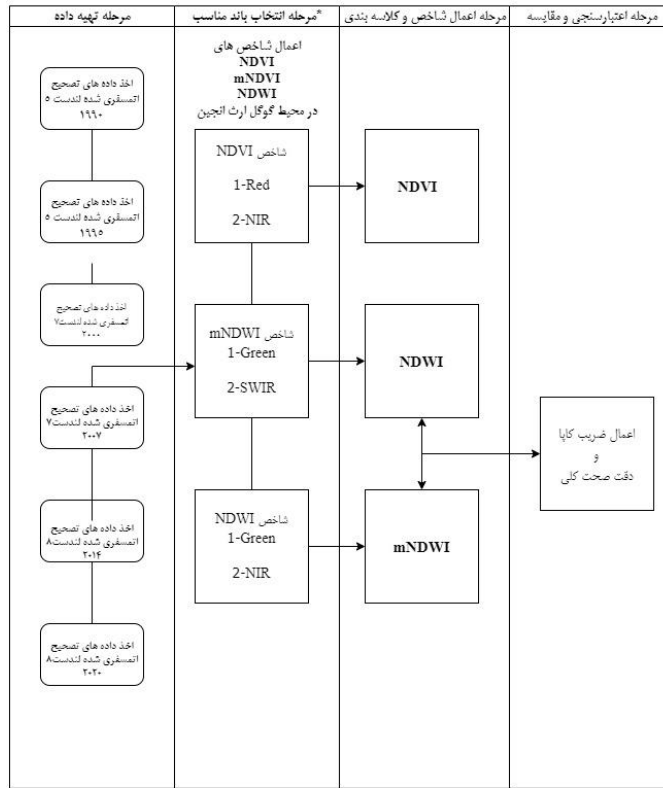 مرحله تهیه داده
*مرحله انتخاب باند مناسب
مرحله اعمال شاخص و کلاسه بندی
مرحله اعتبارسنجی و مقایسه
اخذ داده های تصحیح
اتمسفری شده لندست ۵
۱۹۹۰
اخذ داده های تصحیح
اتمسفری شده لندست ۵
۱۹۹۵
اخذ داده های تصحیح
اتمسفری شده لندست۷
۲۰۰۰
اخذ داده های تصحیح
اتمسفری شده لندست۷
۲۰۰۷
اخذ داده های تصحیح
اتمسفری شده لندست۸
۲۰۱۴
اخذ داده های تصحیح
اتمسفری شده لندست۸
۲۰۲۰
اعمال شاخص های
NDVI
mNDVI
NDWI
در محیط گوگل ارث انجین
شاخص NDVI
1-Red
2-NIR
شاخص mNDWI
1-Green
2-SWIR
شاخص NDWI
1-Green
2-NIR
NDVI
NDWI
mNDWI
اعمال ضریب کاپا
و
دقت صحت کلی